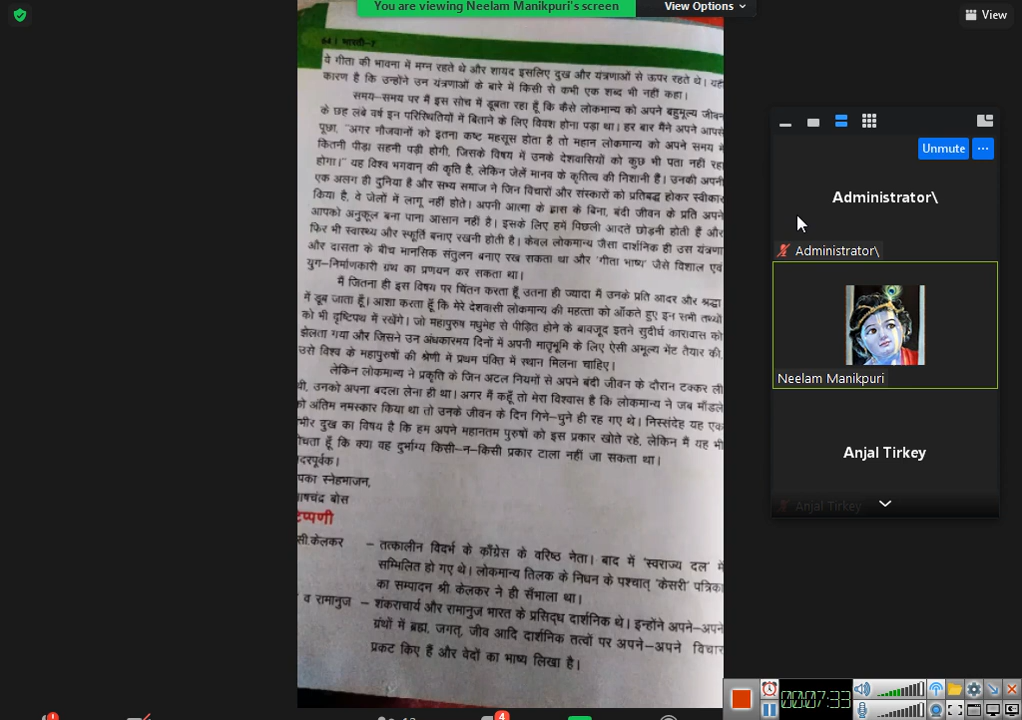 You are viewing Neelam Manikpuri's screen
View Options
View
64। भारती-7
वे गीता की भावना में मग्न रहते थे और शायद इसलिए दुख और यंत्रणाओं से ऊपर रहते थे। यही
कारण है कि उन्होंने उन यंत्रणाओं के बारे में किसी से कभी एक शब्द भी नहीं कहा।
समय-समय पर मैं इस सोच में डूबता रहा हूँ कि कैसे लोकमान्य को अपने बहुमूल्य जीवन
के छह लंबे वर्ष इन परिस्थितियों में बिताने के लिए विवश होना पड़ा था। हर बार मैंने अपने आपसे
पूछा, "अगर नौजवानों को इतना कष्ट महसूस होता है तो महान लोकमान्य को अपने समय में
कितनी पीड़ा सहनी पड़ी होगी, जिसके विषय में उनके देशवासियों को कुछ भी पता नहीं रहा
होगा।" यह विश्व भगवान् की कृति है, लेकिन जेलें मानव के कृतित्व की निशानी हैं। उनकी अपनी
एक अलग ही दुनिया है और सभ्य समाज ने जिन विचारों और संस्कारों को प्रतिबद्ध होकर स्वीकार
किया है, वे जेलों में लागू नहीं होते। अपनी आत्मा के ह्रास के बिना, बंदी जीवन के प्रति अपने
आपको अनुकूल बना पाना आसान नहीं है। इसके लिए हमें पिछली आदतें छोड़नी होती हैं और
फिर भी स्वास्थ्य और स्फूर्ति बनाए रखनी होती है। केवल लोकमान्य जैसा दार्शनिक ही उस यंत्रणा
और दासता के बीच मानसिक संतुलन बनाए रख सकता था और 'गीता भाष्य' जैसे विशाल एवं
युग-निर्माणकारी ग्रंथ का प्रणयन कर सकता था।
मैं जितना ही इस विषय पर चिंतन करता हूँ उतना ही ज्यादा मैं उनके प्रति आदर और श्रद्धा
में डूब जाता हूँ। आशा करता हूँ कि मेरे देशवासी लोकमान्य की महत्ता को आँकते हुए इन सभी तथ्यों
को भी दृष्टिपथ में रखेंगे। जो महापुरुष मधुमेह से पीड़ित होने के बावजूद इतने सुदीर्घ कारावास को
झेलता गया और जिसने उन अंधकारमय दिनों में अपनी मातृभूमि के लिए ऐसी अमूल्य भेंट तैयार की,
उसे विश्व के महापुरुषों की श्रेणी में प्रथम पंक्ति में स्थान मिलना चाहिए।
लेकिन लोकमान्य ने प्रकृति के जिन अटल नियमों से अपने बंदी जीवन के दौरान टक्कर ली
थी, उनको अपना बदला लेना ही था। अगर मैं कहूँ तो मेरा विश्वास है कि लोकमान्य ने जब माँडले
को अंतिम नमस्कार किया था तो उनके जीवन के दिन गिने-चुने ही रह गए थे। निस्संदेह यह एक
भीर दुख का विषय है कि हम अपने महानतम पुरुषों को इस प्रकार खोते रहे, लेकिन मैं यह भी
चता हूँ कि क्या वह दुर्भाग्य किसी-न-किसी प्रकार टाला नहीं जा सकता था।
दरपूर्वक।
पका स्नेहभाजन,
भाषचंद्र बोस
टिप्पणी
सी.केलकर – तत्कालीन विदर्भ के काँग्रेस के वरिष्ठ नेता। बाद में 'स्वराज्य दल' में
सम्मिलित हो गए थे। लोकमान्य तिलक के निधन के पश्चात् 'केसरी' पत्रिका
का सम्पादन श्री केलकर ने ही सँभाला था।
व रामानुज – शंकराचार्य और रामानुज भारत के प्रसिद्ध दार्शनिक थे। इन्होंने अपने-अपने
ग्रंथों में ब्रह्म, जगत्, जीव आदि दार्शनिक तत्वों पर अपने-अपने विचार
प्रकट किए हैं और वेदों का भाष्य लिखा है।
Unmute
Administrator\
Administrator\
Neelam Manikpuri
Anjal Tirkey
Anjal Tirkey
00:07:33
4